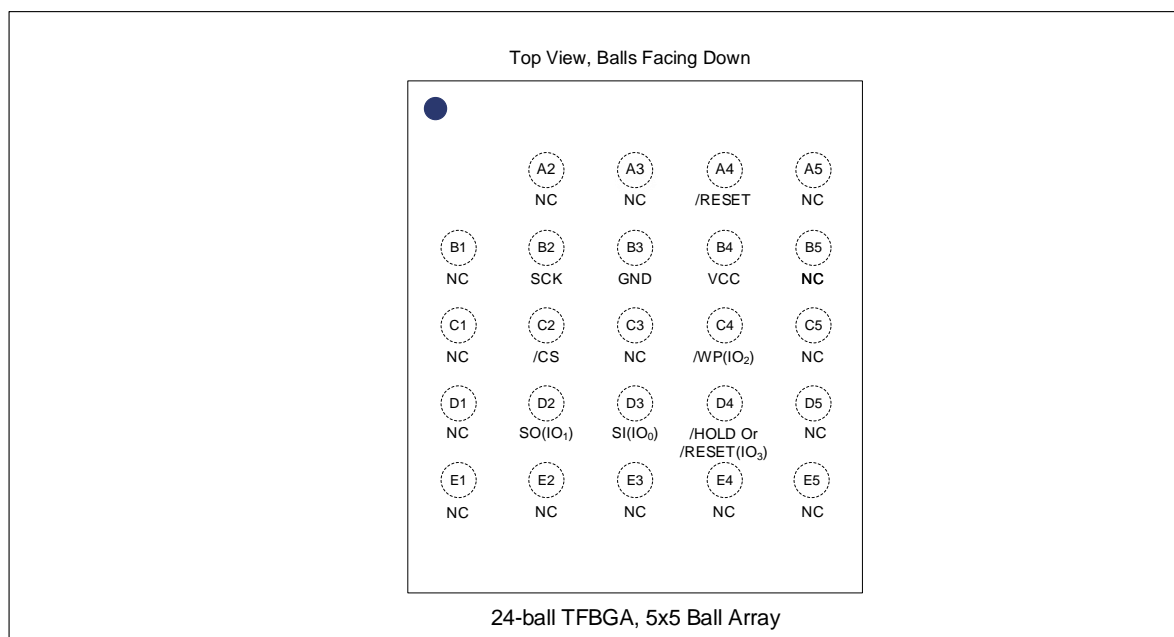 Top View, Balls Facing Down
A2 A3 A4 A5
NC NC /RESET NC
B1 B2 B3 B4 B5
NC SCK GND VCC NC
C1 C2 C3 C4 C5
NC /CS NC /WP(IO₂) NC
D1 D2 D3 D4 D5
NC SO(IO₁) SI(IO₀) /HOLD Or NC
/RESET(IO₃)
E1 E2 E3 E4 E5
NC NC NC NC NC
24-ball TFBGA, 5x5 Ball Array